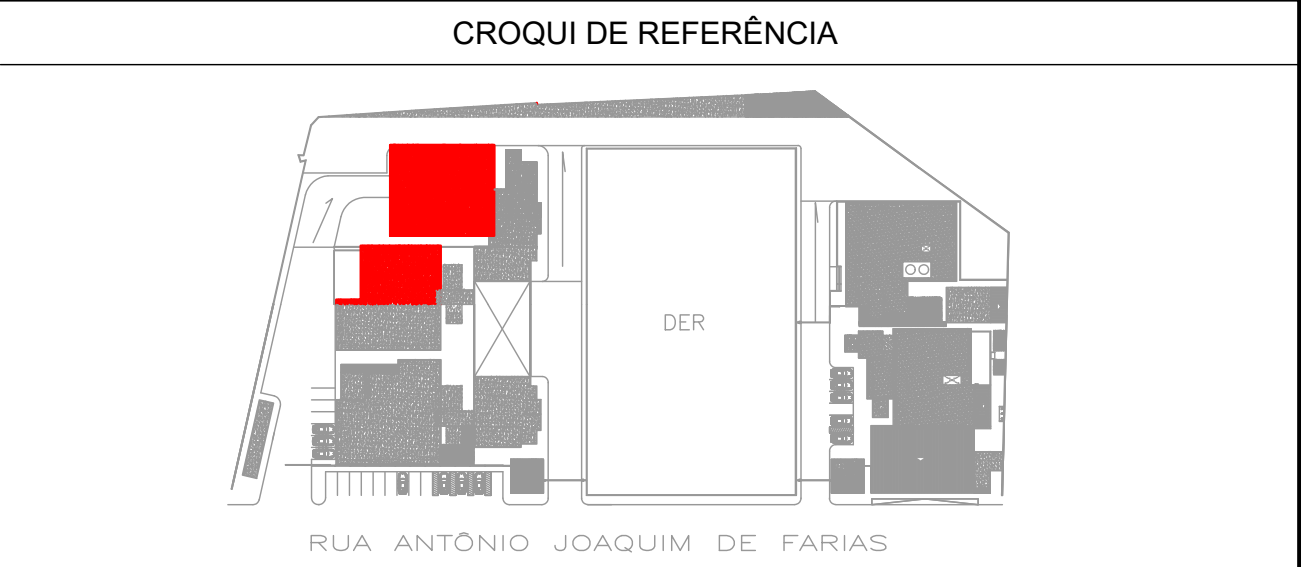 CROQUI DE REFERÊNCIA
DER
RUA ANTÔNIO JOAQUIM DE FARIAS